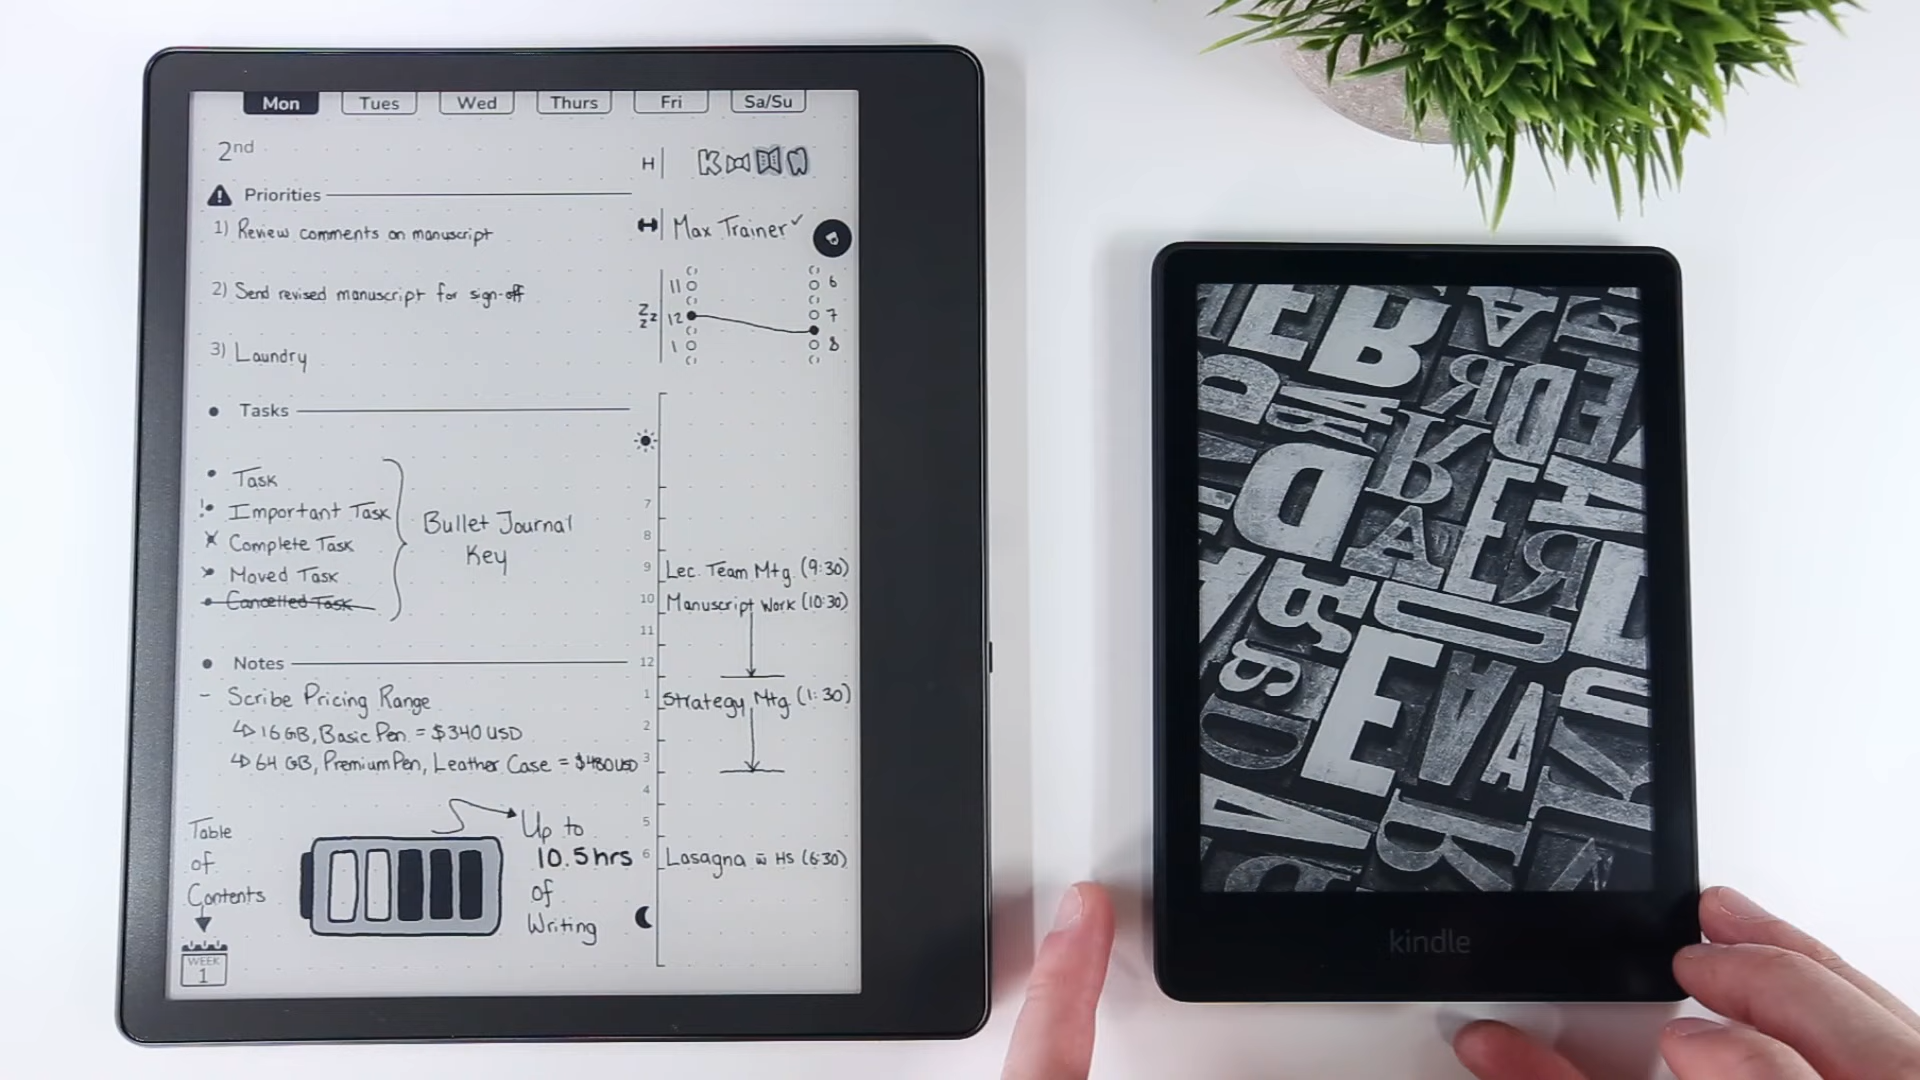 Mon Tues Wed Thurs Fri Sa/Su
2nd
H
Priorities
1) Review comments on manuscript
2) Send revised manuscript for sign-off
3) Laundry
Max Trainer ✓
11 6
Zzz 12 7
1 8
Tasks
Task
! Important Task
Complete Task
Moved Task
Cancelled Task
Bullet Journal
Key
Notes
- Scribe Pricing Range
16 GB, Basic Pen = $340 USD
64 GB, Premium Pen, Leather Case = $480 USD
Table
of
Contents
WEEK
1
Up to
10.5hrs
of
Writing
7
8
9 Lec. Team Mtg (9:30)
10 Manuscript Work (10:30)
11
12
1 Strategy Mtg (1:30)
2
3
4
5
6 Lasagna w̄ HS (6:30)
kindle